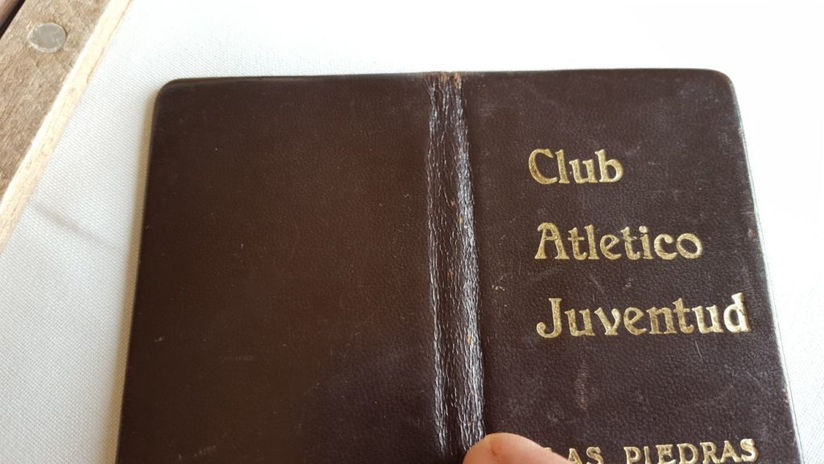 Club
Atletico
Juventud
LAS PIEDRAS